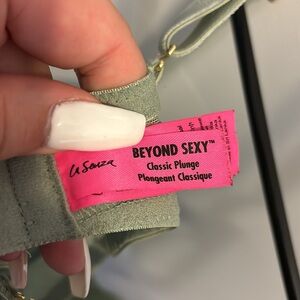 la Senza
BEYOND SEXY™
Classic Plunge
Plongeant Classique